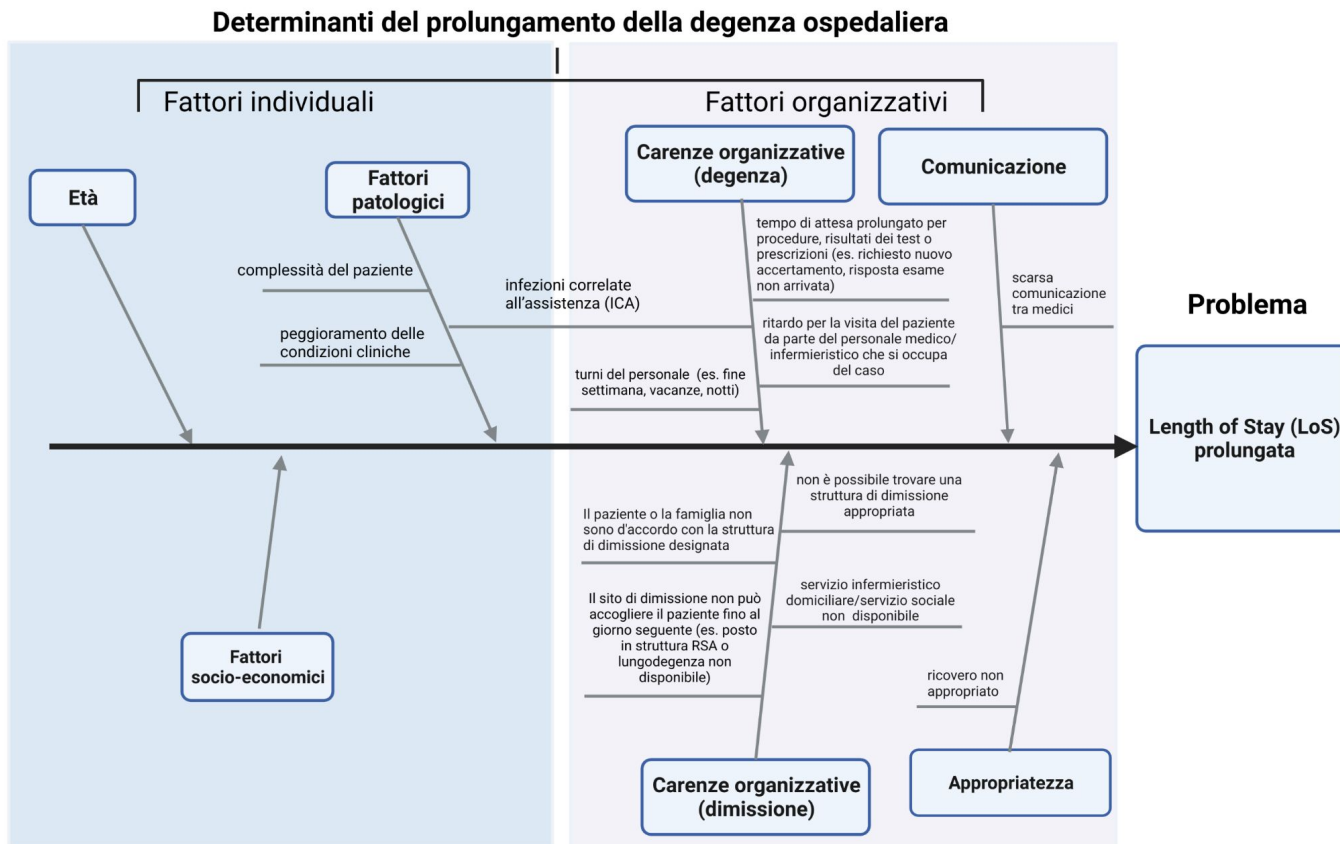 Determinanti del prolungamento della degenza ospedaliera
Fattori individuali
Fattori organizzativi
Età
Fattori
patologici
Carenze organizzative
(degenza)
Comunicazione
complessità del paziente
peggioramento delle
condizioni cliniche
infezioni correlate
all'assistenza (ICA)
tempo di attesa prolungato per
procedure, risultati dei test o
prescrizioni (es. richiesto nuovo
accertamento, risposta esame
non arrivata)
ritardo per la visita del paziente
da parte del personale medico/
infermieristico che si occupa
del caso
turni del personale (es. fine
settimana, vacanze, notti)
scarsa
comunicazione
tra medici
Problema
Length of Stay (LoS)
prolungata
non è possibile trovare una
struttura di dimissione
appropriata
Il paziente o la famiglia non
sono d'accordo con la struttura
di dimissione designata
servizio infermieristico
domiciliare/servizio sociale
non disponibile
Il sito di dimissione non può
accogliere il paziente fino al
giorno seguente (es. posto
in struttura RSA o
lungodegenza non
disponibile)
ricovero non
appropriato
Fattori
socio-economici
Carenze organizzative
(dimissione)
Appropriatezza